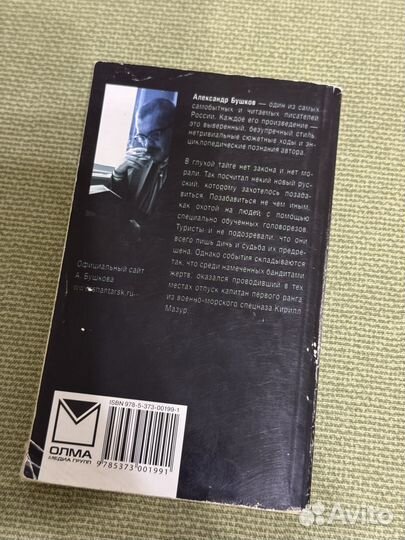 Александр Бушков — один из самых
самобытных и читаемых писателей
России. Каждое его произведение —
это выверенный, безупречный стиль,
нетривиальные сюжетные ходы и эн-
циклопедические познания автора.
В глухой тайге нет закона и нет мо-
рали. Так посчитал некий новый рус-
ский, которому захотелось позаба-
виться. Позабавиться не чем иным,
как охотой на людей, с помощью
специально обученных головорезов.
Туристы и не подозревали, что они
всего лишь дичь и судьба их предре-
шена. Однако события складываются
так, что среди намеченных бандитами
жертв оказался проводивший в тех
местах отпуск капитан первого ранга
из военно-морского спецназа Кирилл
Мазур.
Официальный сайт
А. Бушкова
www.shantarsk.ru
ОЛМА
МЕДИА ГРУПП
ISBN 978-5-373-00199-1
9785373001991
Avito